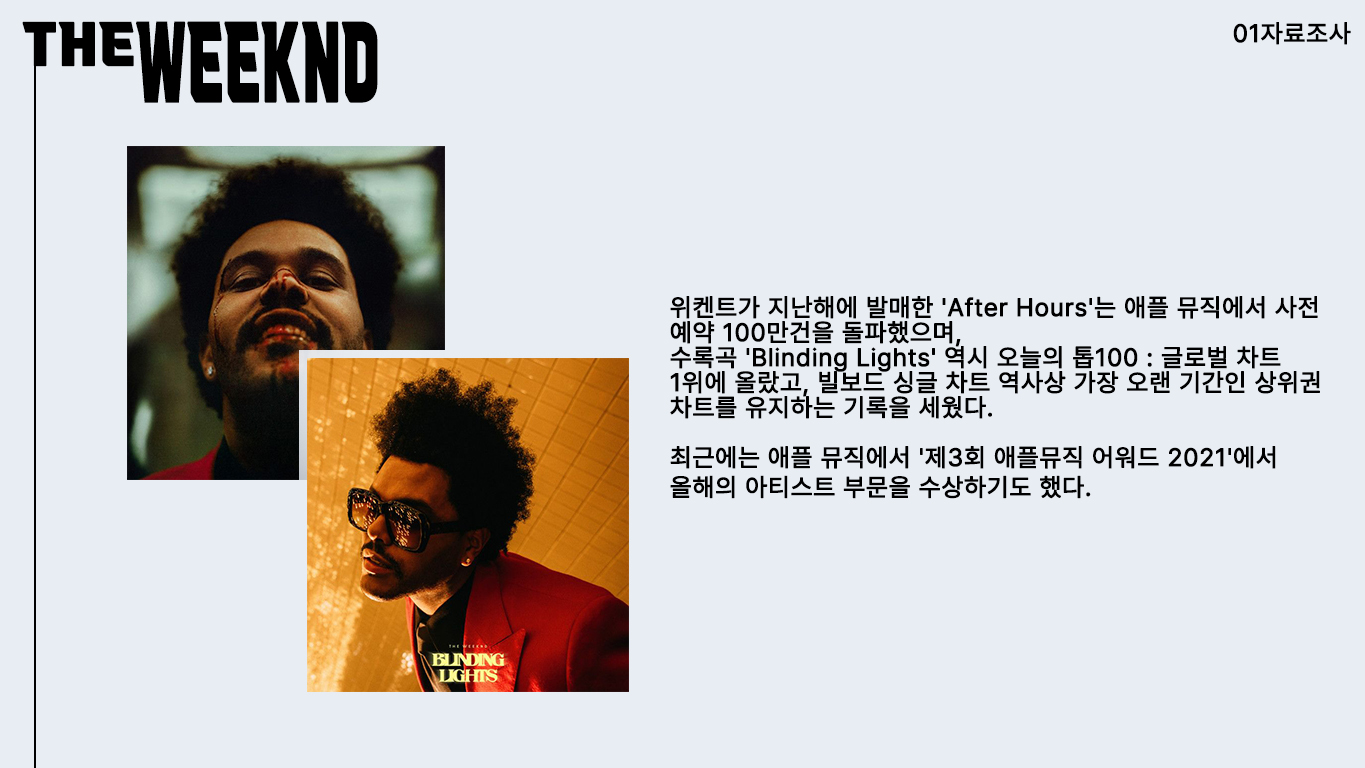 THE WEEKND
01자료조사
위켄트가 지난해에 발매한 'After Hours'는 애플 뮤직에서 사전
예약 100만건을 돌파했으며,
수록곡 'Blinding Lights' 역시 오늘의 톱100 : 글로벌 차트
1위에 올랐고, 빌보드 싱글 차트 역사상 가장 오랜 기간인 상위권
차트를 유지하는 기록을 세웠다.
최근에는 애플 뮤직에서 '제3회 애플뮤직 어워드 2021'에서
올해의 아티스트 부문을 수상하기도 했다.
THE WEEKND
BLINDING
LIGHTS